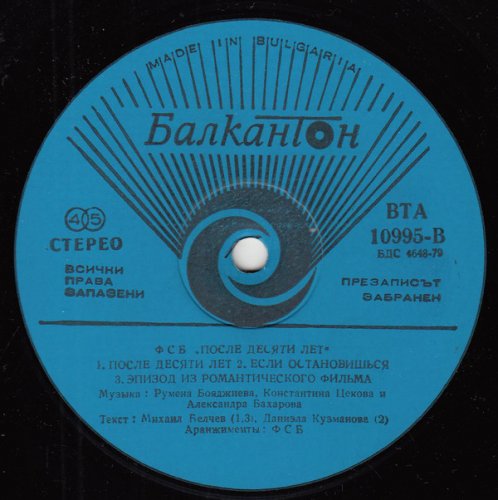 MADE IN BULGARIA
Балкантон
45
СТЕРЕО
ВСИЧКИ
ПРАВА
ЗАПАЗЕНИ
ВТА
10995-В
БДС 4648-79
ПРЕЗАПИСЪТ
ЗАБРАНЕН
ФСБ „ПОСЛЕ ДЕСЯТИ ЛЕТ“
1. ПОСЛЕ ДЕСЯТИ ЛЕТ 2. ЕСЛИ ОСТАНОВИШЬСЯ
3. ЭПИЗОД ИЗ РОМАНТИЧЕСКОГО ФИЛЬМА
Музыка : Румена Бояджиева, Константина Цекова и
Александра Бахарова
Текст : Михаил Белчев (1.3), Даниэла Кузманова (2)
Аранжименты : ФСБ